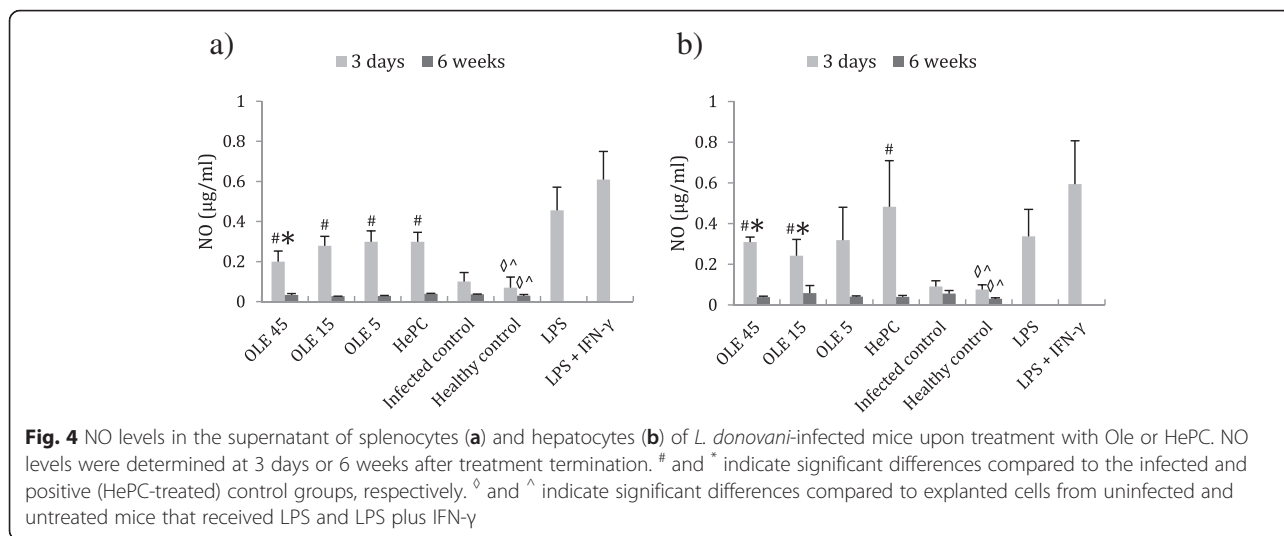 a)
3 days 6 weeks
NO (µg/ml)
1
0.8
0.6
0.4
0.2
0
#*
#
#
#
◊^
◊^
OLE 45
OLE 15
OLE 5
HePC
Infected control
Healthy control
LPS
LPS + IFN-γ
b)
3 days 6 weeks
NO (µg/ml)
1
0.8
0.6
0.4
0.2
0
#*
#*
#
◊^
◊^
OLE 45
OLE 15
OLE 5
HePC
Infected control
Healthy control
LPS
LPS + IFN-γ
Fig. 4 NO levels in the supernatant of splenocytes (a) and hepatocytes (b) of L. donovani-infected mice upon treatment with Ole or HePC. NO
levels were determined at 3 days or 6 weeks after treatment termination. # and * indicate significant differences compared to the infected and
positive (HePC-treated) control groups, respectively. ◊ and ^ indicate significant differences compared to explanted cells from uninfected and
untreated mice that received LPS and LPS plus IFN-γ